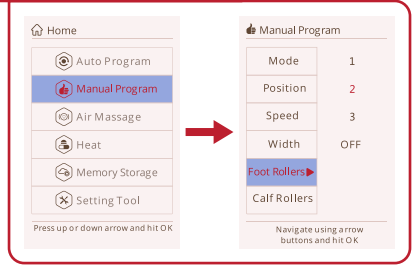 Home
Auto Program
Manual Program
Air Massage
Heat
Memory Storage
Setting Tool
Press up or down arrow and hit OK
Manual Program
Mode 1
Position 2
Speed 3
Width OFF
Foot Rollers
Calf Rollers
Navigate using arrow
buttons and hit OK